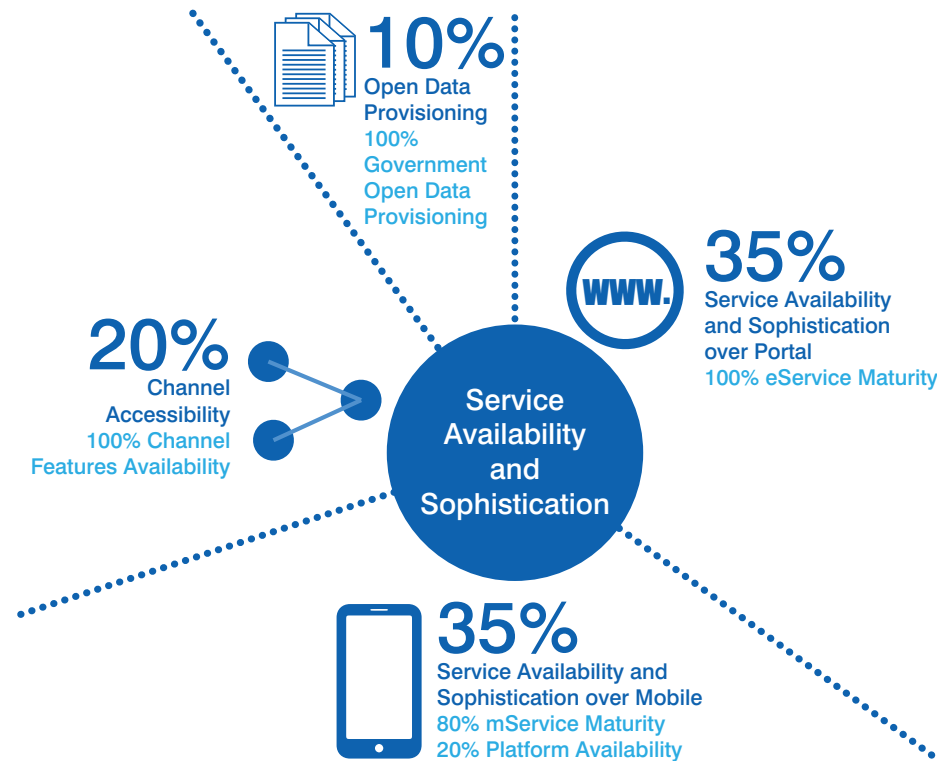 10%
Open Data
Provisioning
100%
Government
Open Data
Provisioning
www.
35%
Service Availability
and Sophistication
over Portal
100% eService Maturity
20%
Channel
Accessibility
100% Channel
Features Availability
Service
Availability
and
Sophistication
35%
Service Availability and
Sophistication over Mobile
80% mService Maturity
20% Platform Availability